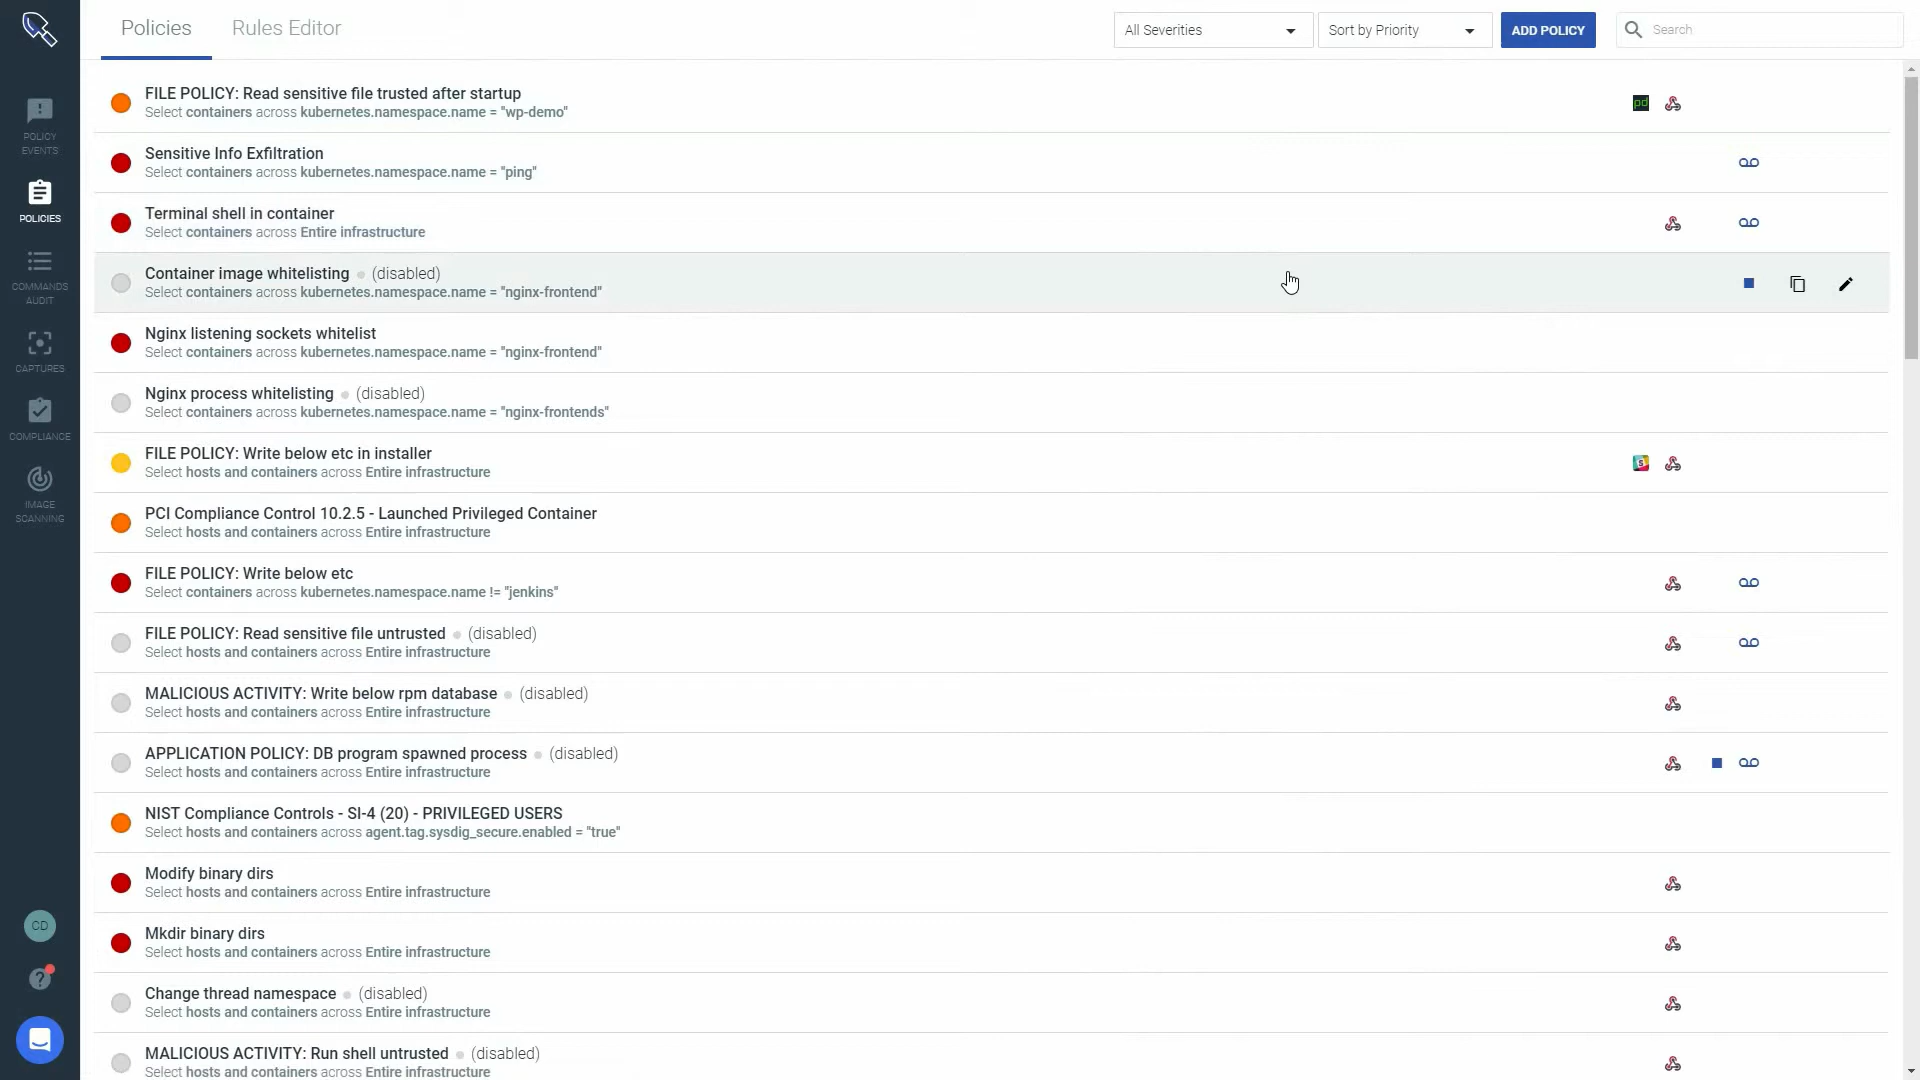 Policies
Rules Editor
All Severities
Sort by Priority
ADD POLICY
Search
POLICY
EVENTS
POLICIES
COMMANDS
AUDIT
CAPTURES
COMPLIANCE
IMAGE
SCANNING
CD
?
FILE POLICY: Read sensitive file trusted after startup
Select containers across kubernetes.namespace.name = "wp-demo"
pd
Sensitive Info Exfiltration
Select containers across kubernetes.namespace.name = "ping"
Terminal shell in container
Select containers across Entire infrastructure
Container image whitelisting (disabled)
Select containers across kubernetes.namespace.name = "nginx-frontend"
Nginx listening sockets whitelist
Select containers across kubernetes.namespace.name = "nginx-frontend"
Nginx process whitelisting (disabled)
Select containers across kubernetes.namespace.name = "nginx-frontends"
FILE POLICY: Write below etc in installer
Select hosts and containers across Entire infrastructure
PCI Compliance Control 10.2.5 - Launched Privileged Container
Select hosts and containers across Entire infrastructure
FILE POLICY: Write below etc
Select containers across kubernetes.namespace.name != "jenkins"
FILE POLICY: Read sensitive file untrusted (disabled)
Select hosts and containers across Entire infrastructure
MALICIOUS ACTIVITY: Write below rpm database (disabled)
Select hosts and containers across Entire infrastructure
APPLICATION POLICY: DB program spawned process (disabled)
Select hosts and containers across Entire infrastructure
NIST Compliance Controls - SI-4 (20) - PRIVILEGED USERS
Select hosts and containers across agent.tag.sysdig_secure.enabled = "true"
Modify binary dirs
Select hosts and containers across Entire infrastructure
Mkdir binary dirs
Select hosts and containers across Entire infrastructure
Change thread namespace (disabled)
Select hosts and containers across Entire infrastructure
MALICIOUS ACTIVITY: Run shell untrusted (disabled)
Select hosts and containers across Entire infrastructure